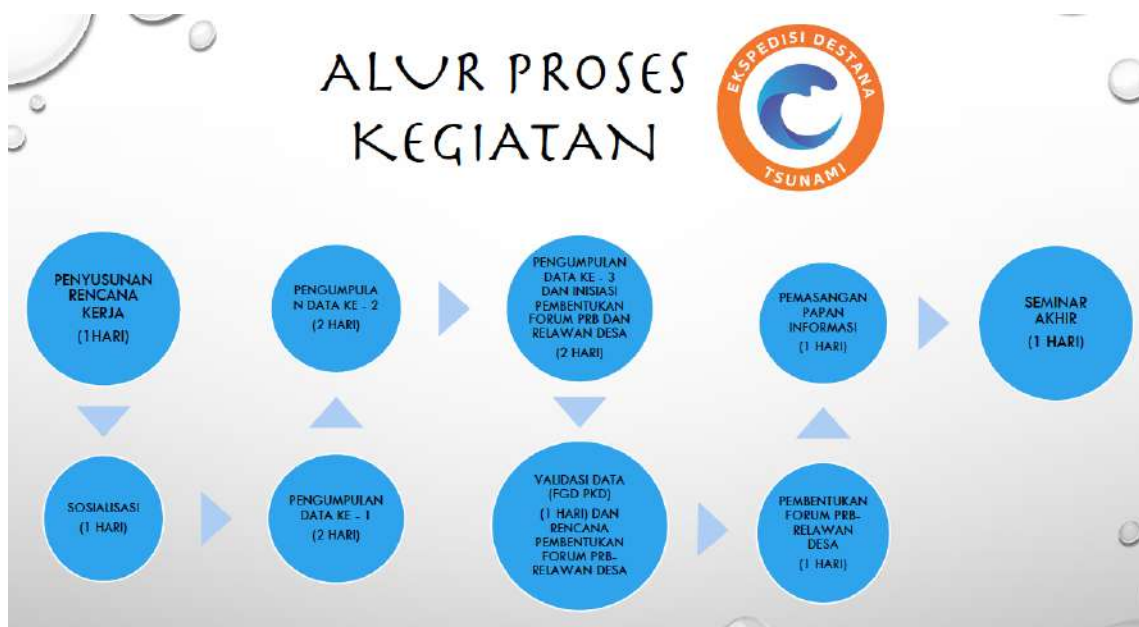 ALUR PROSES
KEGIATAN
EKSPEDISI DESTANA
TSUNAMI
PENYUSUNAN
RENCANA
KERJA
(1HARI)
SOSIALISASI
(1 HARI)
PENGUMPULAN
DATA KE - 1
(2 HARI)
PENGUMPULA
N DATA KE - 2
(2 HARI)
PENGUMPULAN
DATA KE - 3
DAN INISIASI
PEMBENTUKAN
FORUM PRB DAN
RELAWAN DESA
(2 HARI)
VALIDASI DATA
(FGD PKD)
(1 HARI) DAN
RENCANA
PEMBENTUKAN
FORUM PRB-
RELAWAN DESA
PEMBENTUKAN
FORUM PRB-
RELAWAN
DESA
(1 HARI)
PEMASANGAN
PAPAN
INFORMASI
(1 HARI)
SEMINAR
AKHIR
(1 HARI)